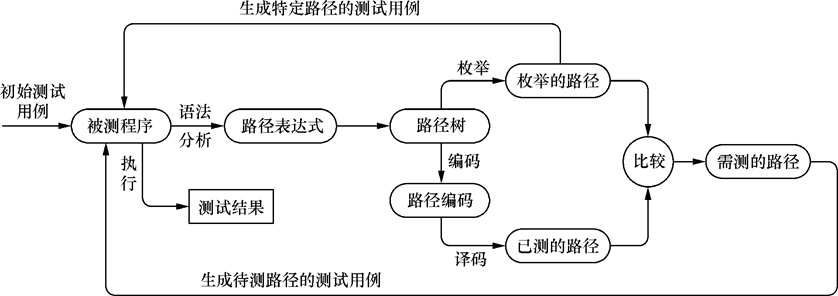 生成特定路径的测试用例
枚举
枚举的路径
初始测试
用例
被测程序
语法
分析
路径表达式
路径树
执
行
编码
比较
需测的路径
测试结果
路径编码
译码
已测的路径
生成待测路径的测试用例